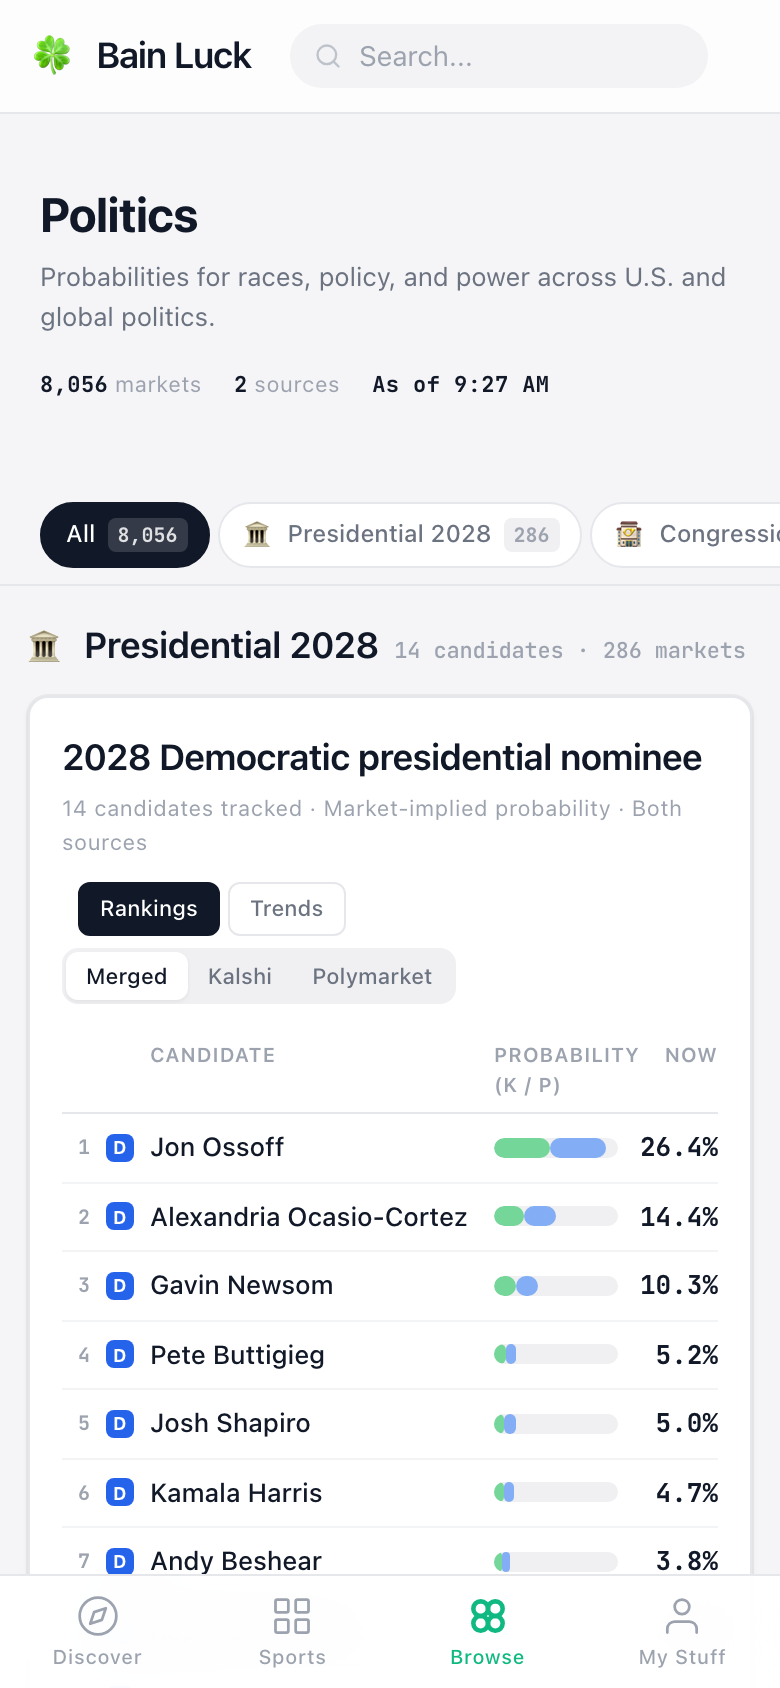 Bain Luck
Search...
Politics
Probabilities for races, policy, and power across U.S. and
global politics.
8,056 markets 2 sources As of 9:27 AM
All 8,056 Presidential 2028 286
Presidential 2028 14 candidates · 286 markets
2028 Democratic presidential nominee
14 candidates tracked · Market-implied probability · Both
sources
Rankings Trends
Merged Kalshi Polymarket
CANDIDATE PROBABILITY NOW
(K / P)
1 D Jon Ossoff 26.4%
2 D Alexandria Ocasio-Cortez 14.4%
3 D Gavin Newsom 10.3%
4 D Pete Buttigieg 5.2%
5 D Josh Shapiro 5.0%
6 D Kamala Harris 4.7%
7 D Andy Beshear 3.8%
Discover Sports Browse My Stuff